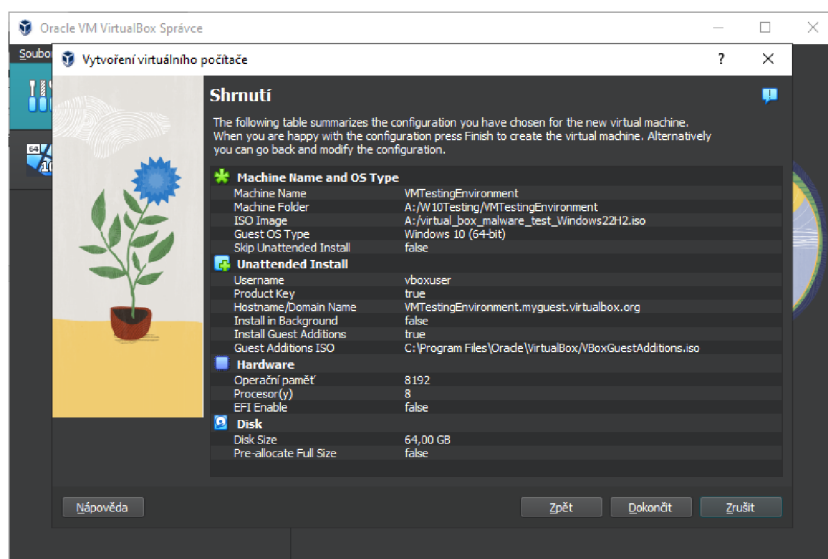 Oracle VM VirtualBox Správce
Soubo
Vytvoření virtuálního počítače
?
Shrnutí
The following table summarizes the configuration you have chosen for the new virtual machine.
When you are happy with the configuration press Finish to create the virtual machine. Alternatively
you can go back and modify the configuration.
Machine Name and OS Type
Machine Name VMTestingEnvironment
Machine Folder A:/W10Testing/VMTestingEnvironment
ISO Image A:/virtual_box_malware_test_Windows22H2.iso
Guest OS Type Windows 10 (64-bit)
Skip Unattended Install false
Unattended Install
Username vboxuser
Product Key true
Hostname/Domain Name VMTestingEnvironment.myguest.virtualbox.org
Install in Background false
Install Guest Additions true
Guest Additions ISO C:\Program Files\Oracle\VirtualBox/VBoxGuestAdditions.iso
Hardware
Operační paměť 8192
Procesor(y) 8
EFI Enable false
Disk
Disk Size 64,00 GB
Pre-allocate Full Size false
64
10
Nápověda Zpět Dokončit Zrušit